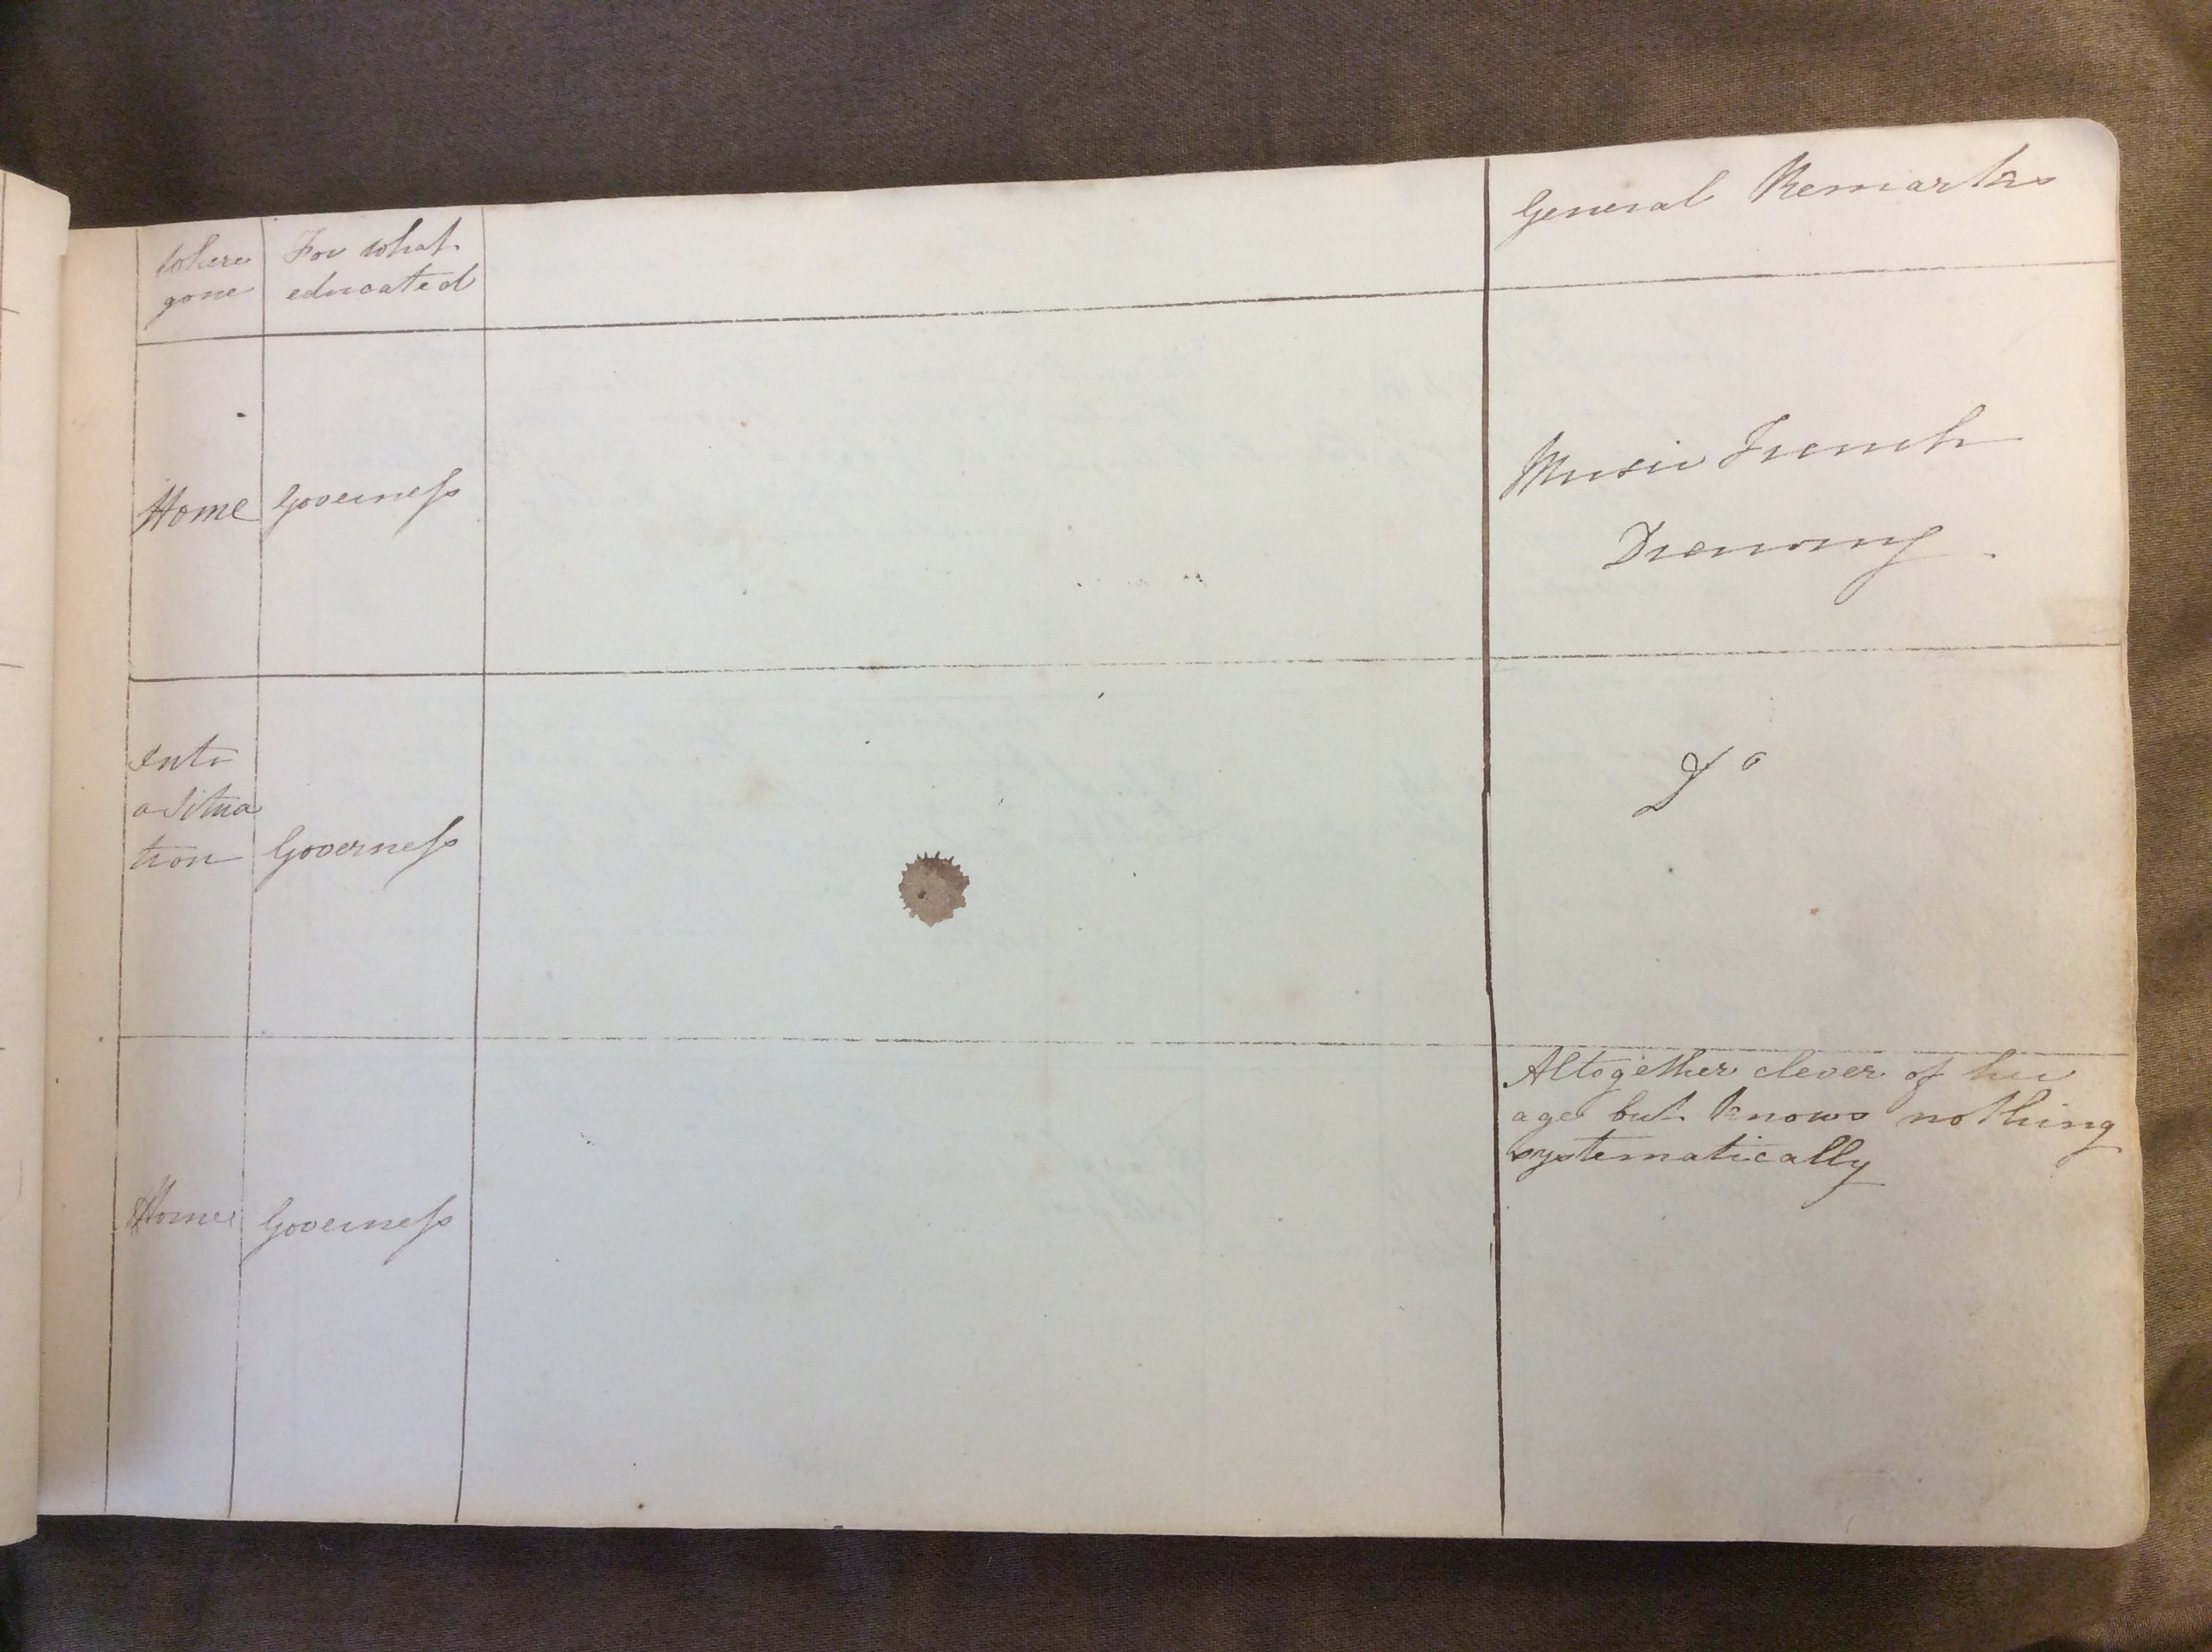 Where
gone
For what
educated
General Remarks
Home
Governess
Music French
Drawing
Into
a Situa
tion
Governess
Do
Home
Governess
Altogether clever of her
age but knows nothing
systematically